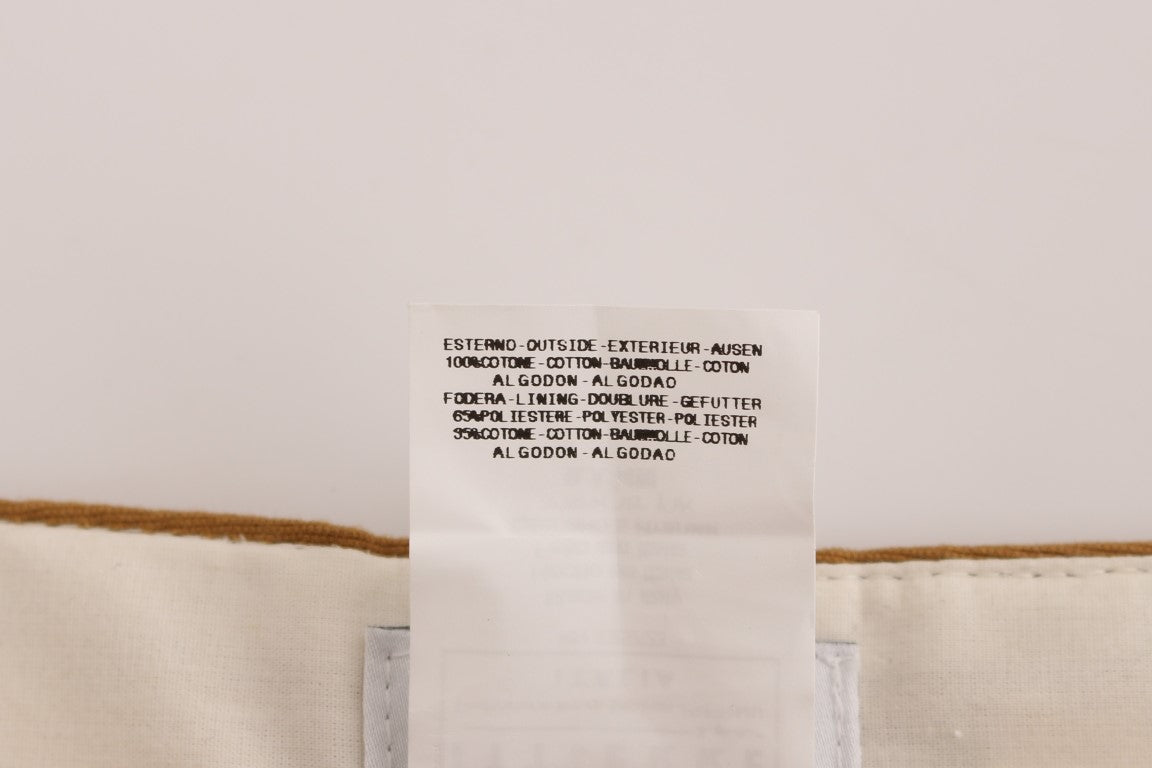 ESTERNO-OUTSIDE-EXTERIEUR-AUSEN
100%COTONE-COTTON-BAUMWOLLE-COTON
ALGODON-ALGODAO
FODERA-LINING-DOUBLURE-GEFUTTER
65%POLIESTERE-POLYESTER-POLIESTER
35%COTONE-COTTON-BAUMWOLLE-COTON
ALGODON-ALGODAO